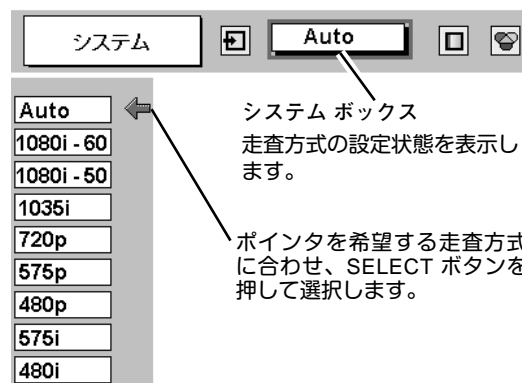 システム
Auto
Auto
1080i - 60
1080i - 50
1035i
720p
575p
480p
575i
480i
システム ボックス
走査方式の設定状態を表示し
ます。
ポインタを希望する走査方式
に合わせ、SELECT ボタンを
押して選択します。